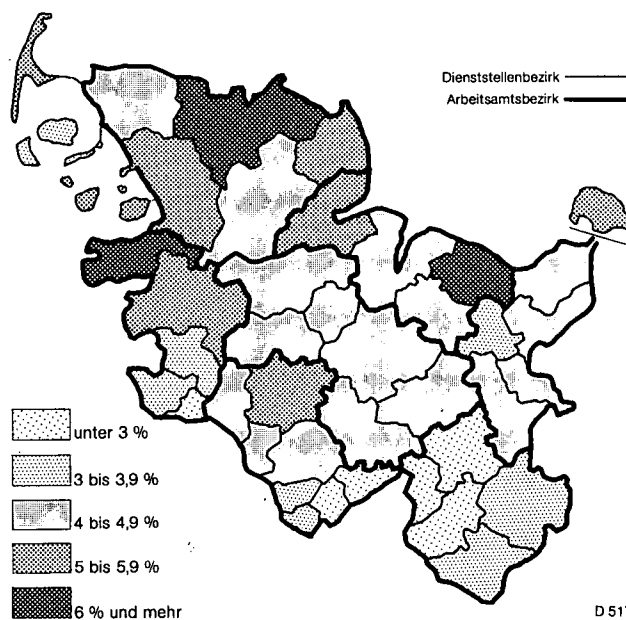 Dienststellenbezirk
Arbeitsamtsbezirk
unter 3 %
3 bis 3,9 %
4 bis 4,9 %
5 bis 5,9 %
6 % und mehr
D 517